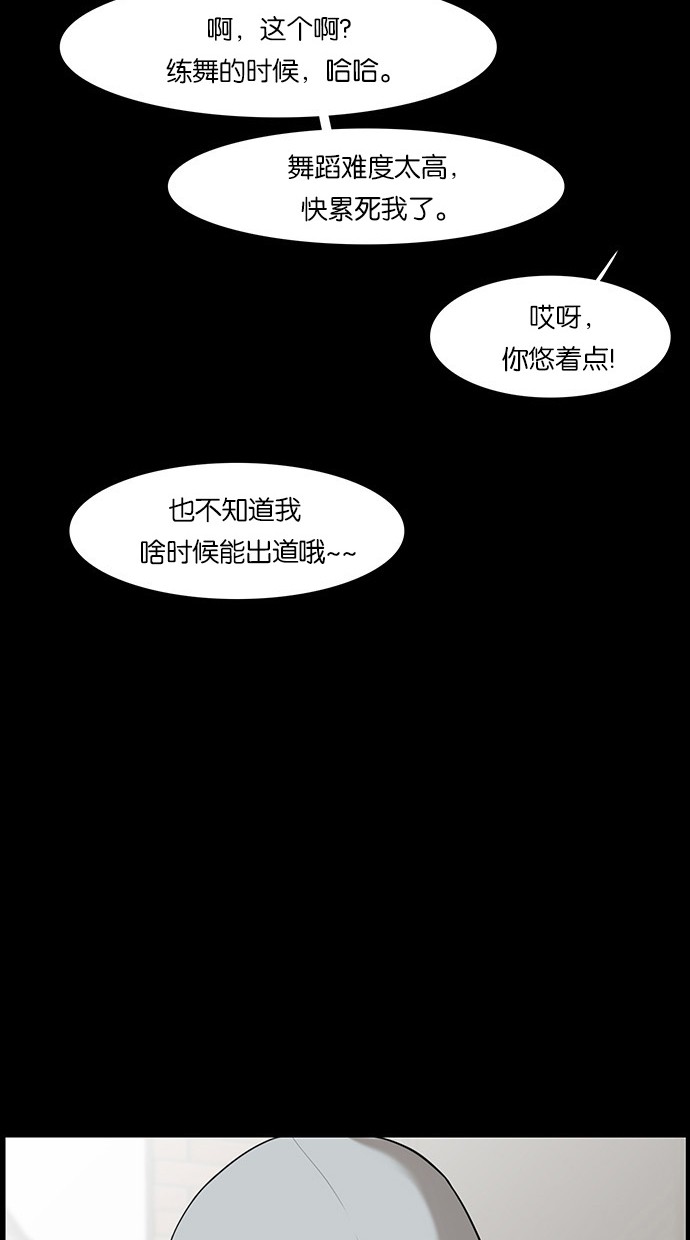 啊，这个啊?
练舞的时候，哈哈。
舞蹈难度太高，
快累死我了。
哎呀，
你悠着点!
也不知道我
啥时候能出道哦~~